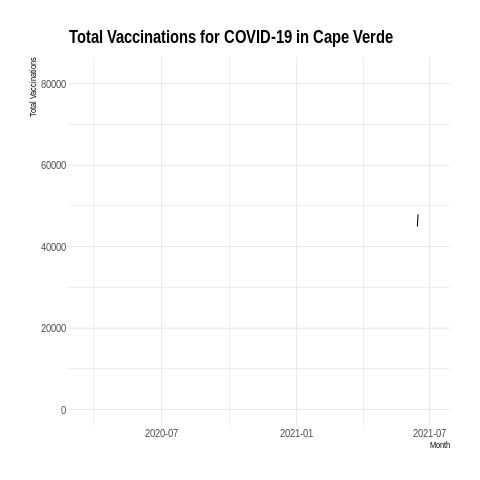 Total Vaccinations for COVID-19 in Cape Verde
Total Vaccinations
80000
60000
40000
20000
0
2020-07
2021-01
2021-07
Month